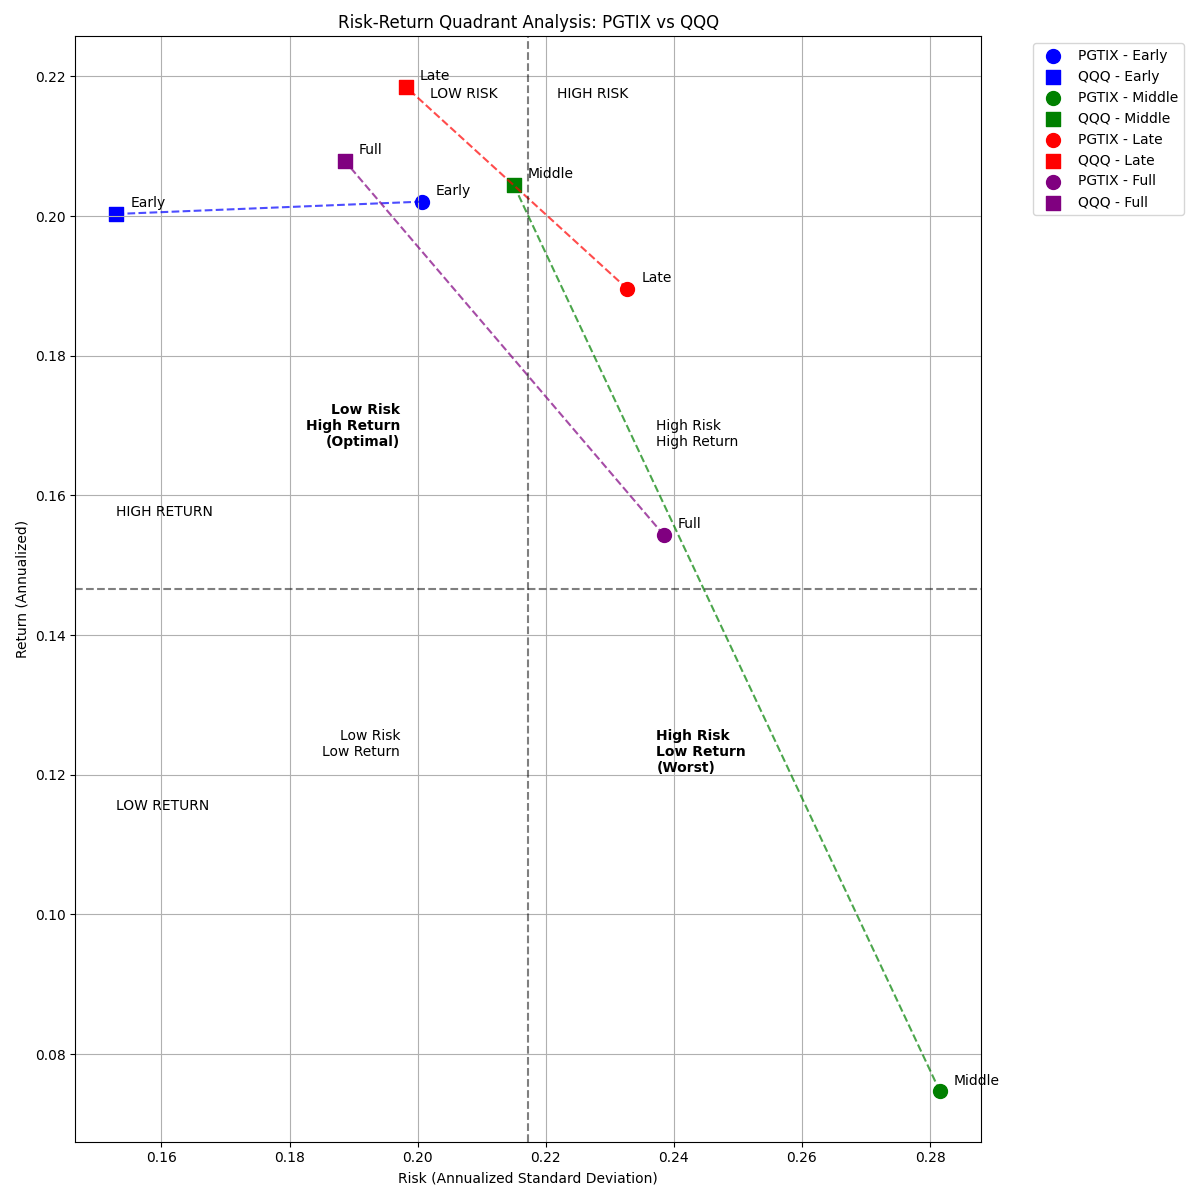 Risk-Return Quadrant Analysis: PGTIX vs QQQ
PGTIX - Early
QQQ - Early
PGTIX - Middle
QQQ - Middle
PGTIX - Late
QQQ - Late
PGTIX - Full
QQQ - Full
Late
LOW RISK
HIGH RISK
Full
Middle
Early
Early
Late
Low Risk
High Return
(Optimal)
High Risk
High Return
HIGH RETURN
Full
Low Risk
Low Return
High Risk
Low Return
(Worst)
LOW RETURN
Middle
0.22
0.20
0.18
0.16
0.14
0.12
0.10
0.08
Return (Annualized)
0.16
0.18
0.20
0.22
0.24
0.26
0.28
Risk (Annualized Standard Deviation)